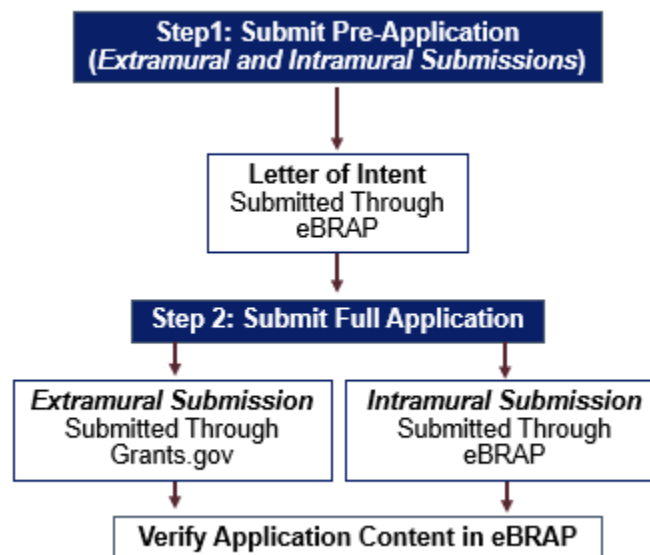 Step1: Submit Pre-Application
(Extramural and Intramural Submissions)
Letter of Intent
Submitted Through
eBRAP
Step 2: Submit Full Application
Extramural Submission
Submitted Through
Grants.gov
Intramural Submission
Submitted Through
eBRAP
Verify Application Content in eBRAP